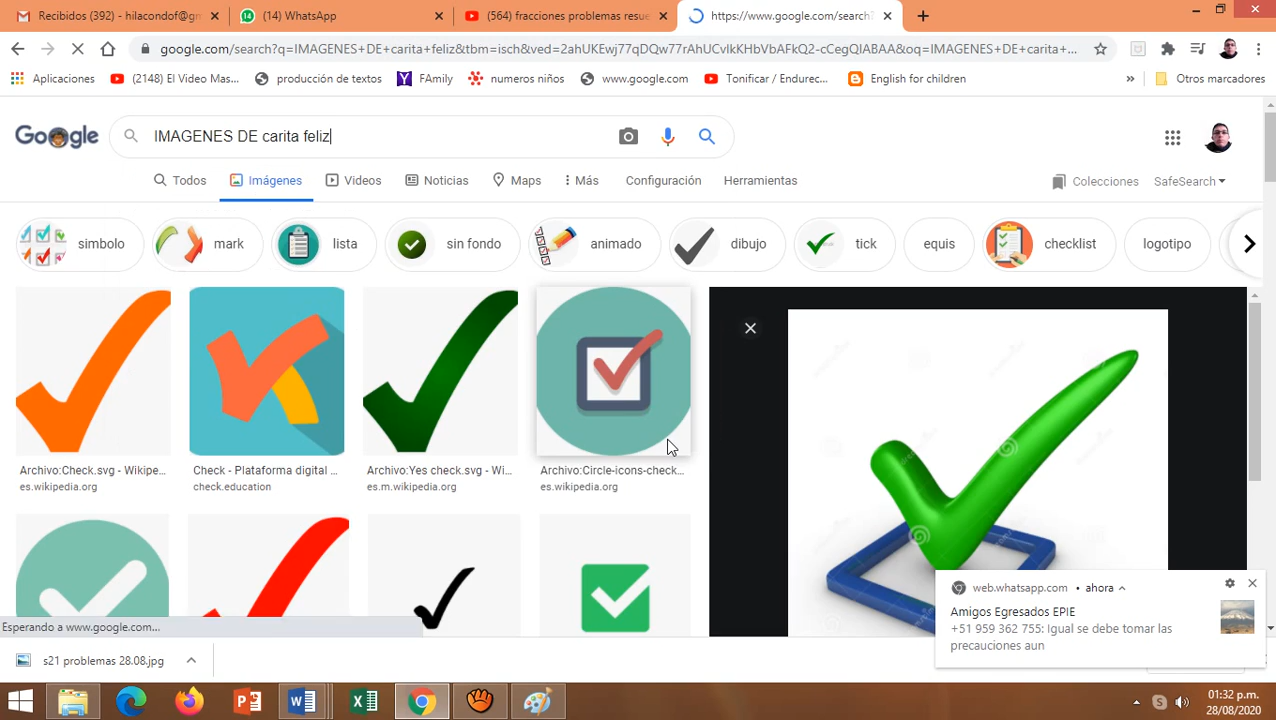 Recibidos (392) - hilacondof@gm
(14) WhatsApp
(564) fracciones problemas resue
https://www.google.com/search?
google.com/search?q=IMAGENES+DE+carita+feliz&tbm=isch&ved=2ahUKEwj77qDQw77rAhUCvIkKHbVbAFkQ2-cCegQIABAA&oq=IMAGENES+DE+carita+...
Aplicaciones
(2148) El Video Mas...
producción de textos
FAmily
numeros niños
www.google.com
Tonificar / Endurec...
English for children
»
Otros marcadores
Google
IMAGENES DE carita feliz
Todos
Imágenes
Videos
Noticias
Maps
Más
Configuración
Herramientas
Colecciones
SafeSearch
simbolo
mark
lista
sin fondo
animado
dibujo
tick
equis
checklist
logotipo
Archivo:Check.svg - Wikipe...
es.wikipedia.org
Check - Plataforma digital ...
check.education
Archivo:Yes check.svg - Wi...
es.m.wikipedia.org
Archivo:Circle-icons-check...
es.wikipedia.org
web.whatsapp.com • ahora
Amigos Egresados EPIE
+51 959 362 755: Igual se debe tomar las
precauciones aun
Esperando a www.google.com...
s21 problemas 28.08.jpg
01:32 p.m.
28/08/2020